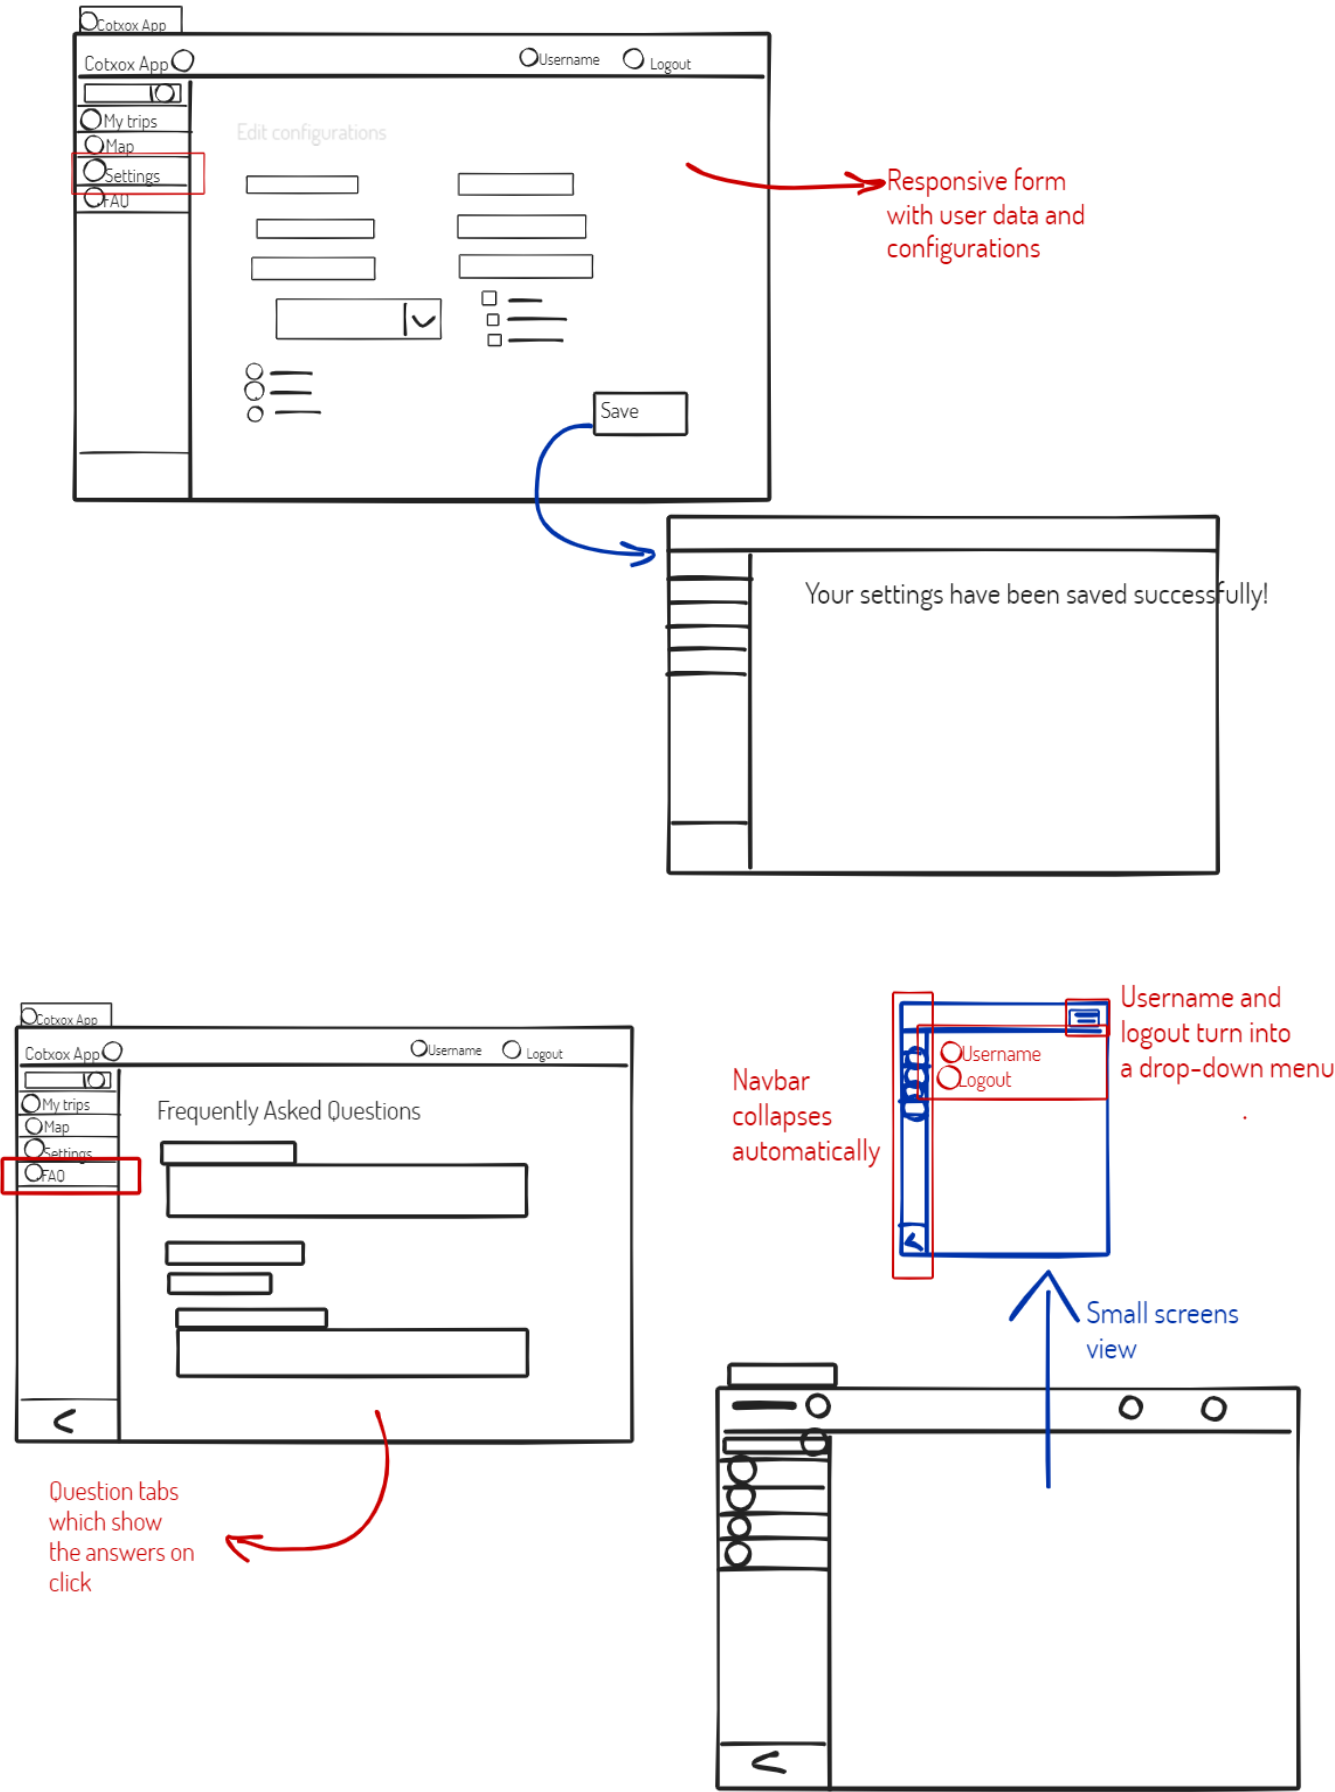 Cotxox App
Cotxox App
Username
Logout
My trips
Map
Settings
FAQ
Edit configurations
Save
Responsive form
with user data and
configurations
Your settings have been saved successfully!
Cotxox App
Cotxox App
Username
Logout
My trips
Map
Settings
FAQ
Frequently Asked Questions
Question tabs
which show
the answers on
click
Navbar
collapses
automatically
Username
Logout
Username and
logout turn into
a drop-down menu
Small screens
view